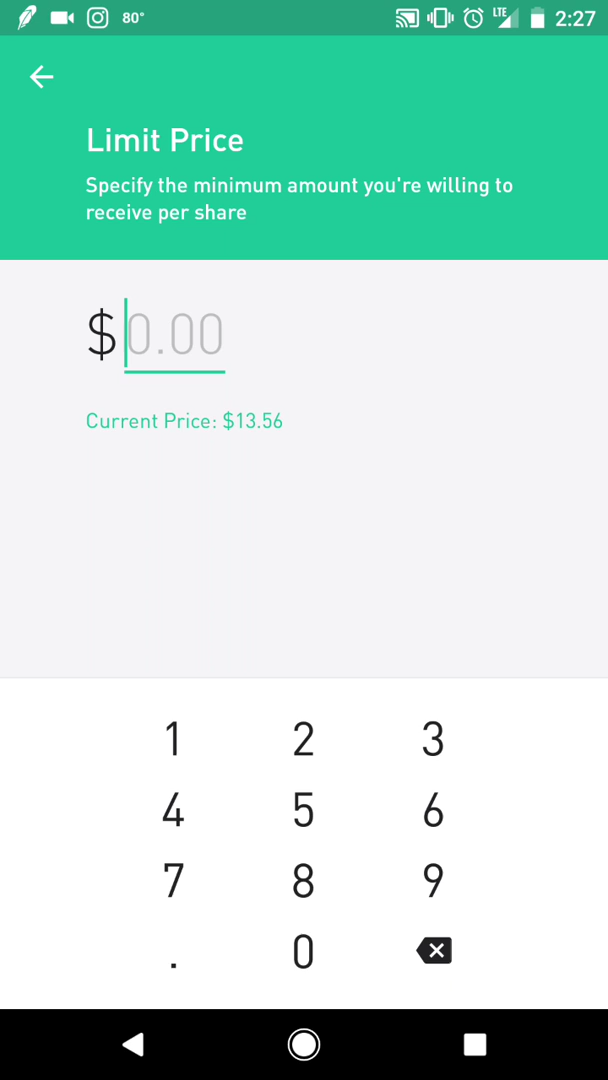 80° LTE 2:27
Limit Price
Specify the minimum amount you're willing to
receive per share
$0.00
Current Price: $13.56
1 2 3
4 5 6
7 8 9
. 0